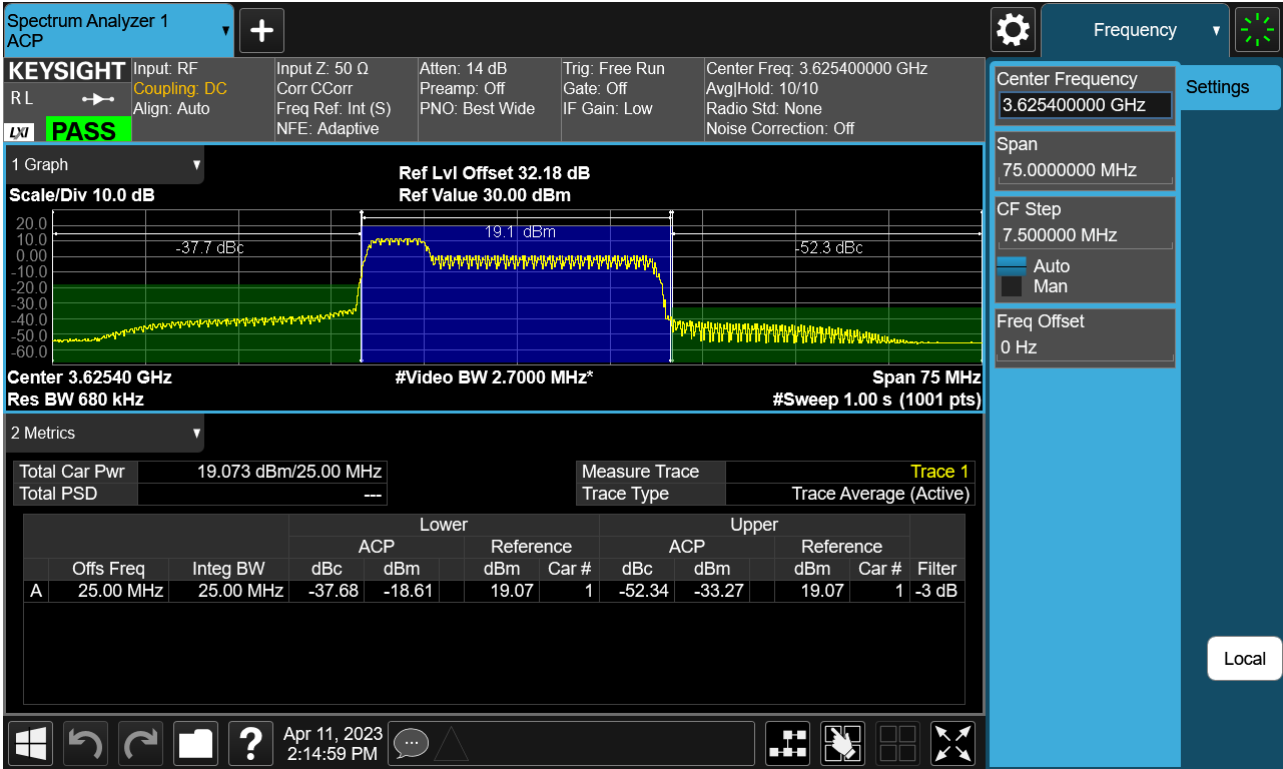 Spectrum Analyzer 1
ACP
Frequency
KEYSIGHT
R L
LXI
PASS
Input: RF
Coupling: DC
Align: Auto
Input Z: 50 Ω
Corr CCorr
Freq Ref: Int (S)
NFE: Adaptive
Atten: 14 dB
Preamp: Off
PNO: Best Wide
Trig: Free Run
Gate: Off
IF Gain: Low
Center Freq: 3.625400000 GHz
Avg|Hold: 10/10
Radio Std: None
Noise Correction: Off
Center Frequency
3.625400000 GHz
Settings
Span
75.0000000 MHz
CF Step
7.500000 MHz
Auto
Man
Freq Offset
0 Hz
Local
1 Graph
Scale/Div 10.0 dB
Ref Lvl Offset 32.18 dB
Ref Value 30.00 dBm
20.0
10.0
0.00
-10.0
-20.0
-30.0
-40.0
-50.0
-60.0
-37.7 dBc
19.1 dBm
-52.3 dBc
Center 3.62540 GHz
#Video BW 2.7000 MHz*
Span 75 MHz
Res BW 680 kHz
#Sweep 1.00 s (1001 pts)
2 Metrics
Total Car Pwr 19.073 dBm/25.00 MHz
Total PSD ---
Measure Trace Trace 1
Trace Type Trace Average (Active)
Lower Upper
ACP Reference ACP Reference
Offs Freq Integ BW dBc dBm dBm Car # dBc dBm dBm Car # Filter
A 25.00 MHz 25.00 MHz -37.68 -18.61 19.07 1 -52.34 -33.27 19.07 1 -3 dB
?
Apr 11, 2023
2:14:59 PM